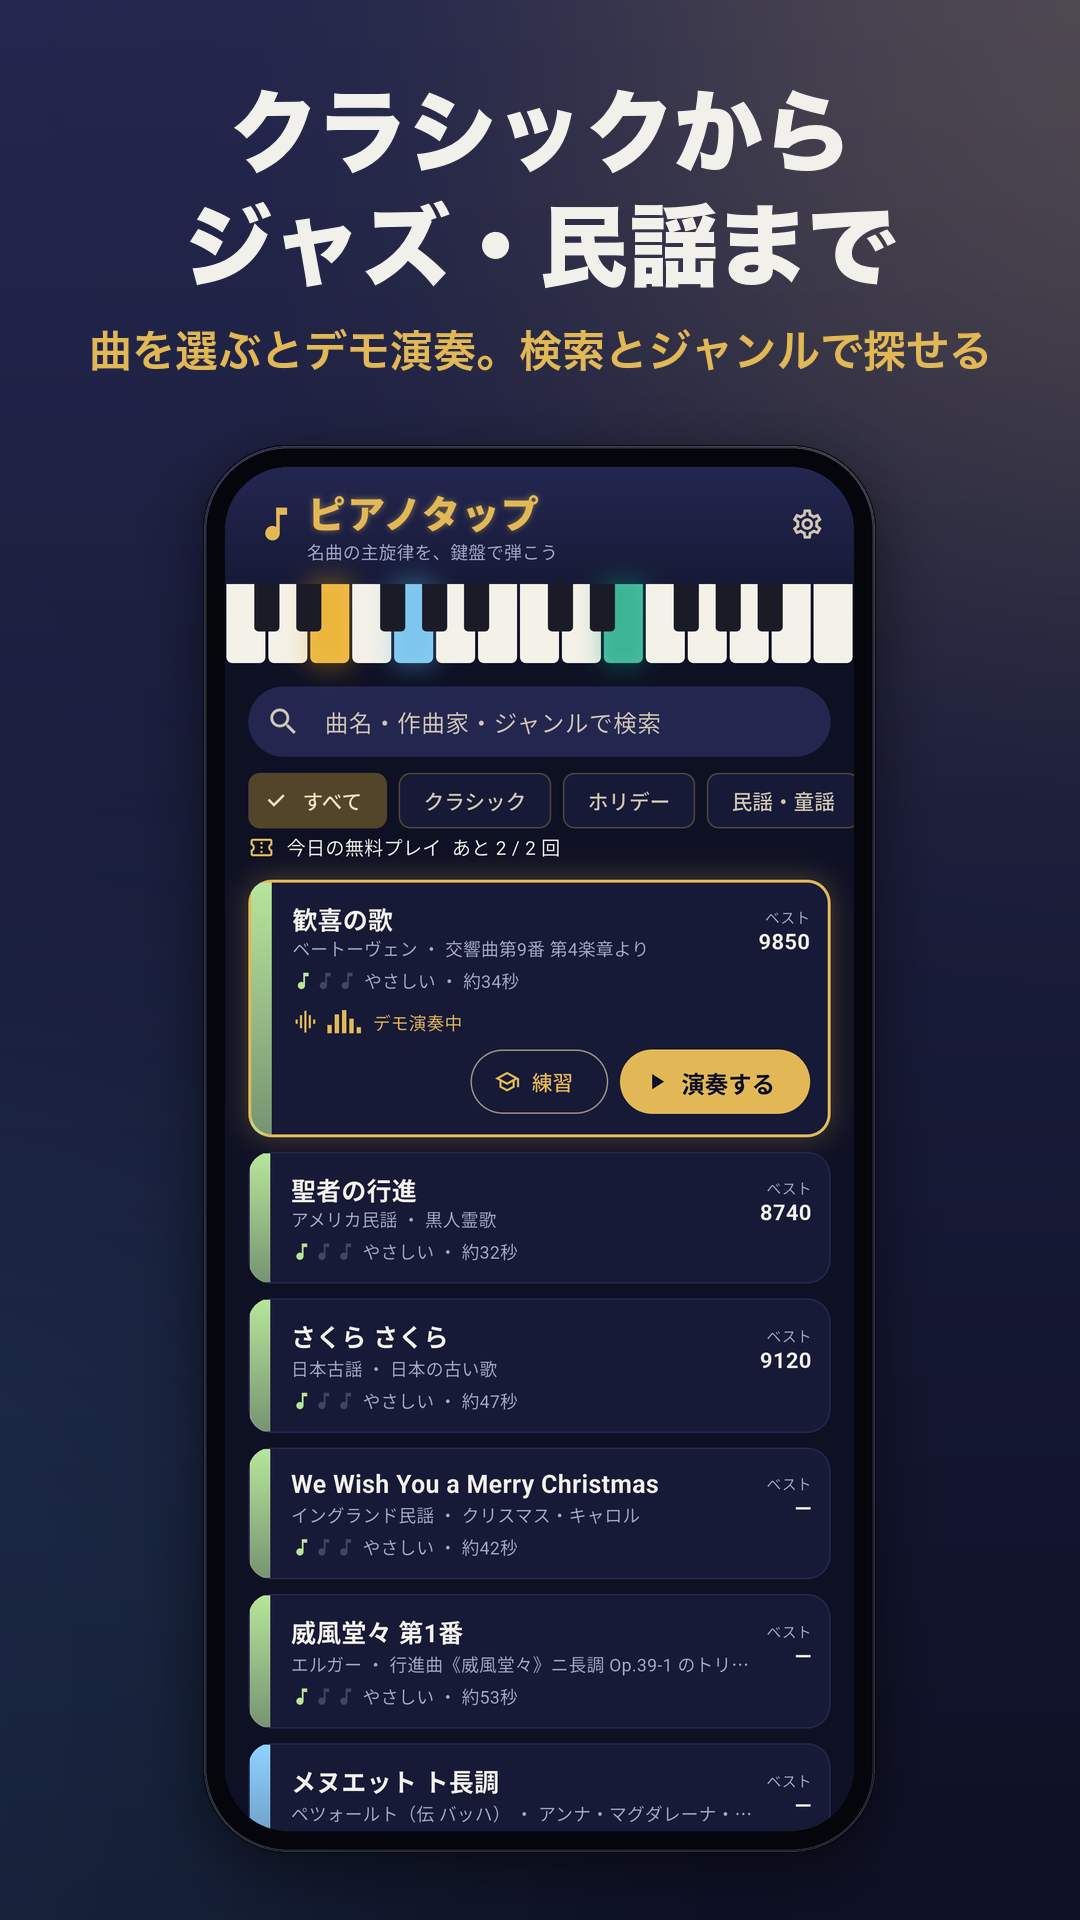 クラシックから
ジャズ・民謡まで
曲を選ぶとデモ演奏。検索とジャンルで探せる
ピアノタップ
名曲の主旋律を、鍵盤で弾こう
曲名・作曲家・ジャンルで検索
すべて クラシック ホリデー 民謡・童謡
今日の無料プレイ あと 2 / 2 回
歓喜の歌
ベスト
ベートーヴェン ・ 交響曲第9番 第4楽章より
9850
やさしい ・ 約34秒
デモ演奏中
練習 演奏する
聖者の行進
ベスト
アメリカ民謡 ・ 黒人霊歌
8740
やさしい ・ 約32秒
さくら さくら
ベスト
日本古謡 ・ 日本の古い歌
9120
やさしい ・ 約47秒
We Wish You a Merry Christmas
ベスト
イングランド民謡 ・ クリスマス・キャロル
–
やさしい ・ 約42秒
威風堂々 第1番
ベスト
エルガー ・ 行進曲《威風堂々》ニ長調 Op.39-1 のトリ…
–
やさしい ・ 約53秒
メヌエット ト長調
ベスト
ペツォールト（伝 バッハ） ・ アンナ・マグダレーナ・…
–